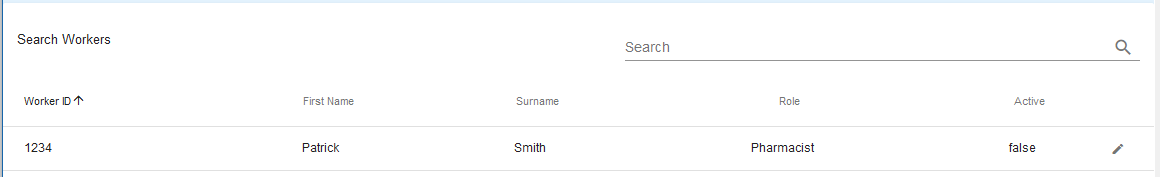 Search Workers
Search
Worker ID First Name Surname Role Active
1234 Patrick Smith Pharmacist false